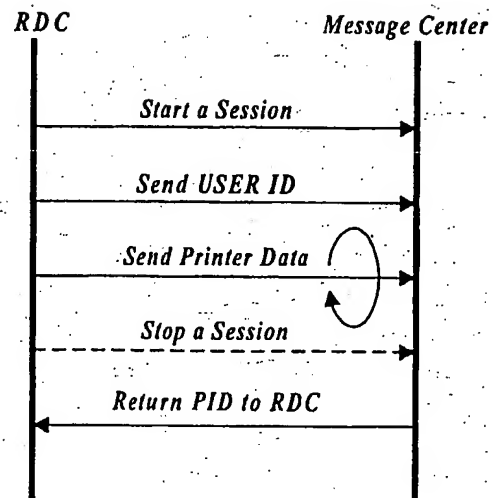 RDC Message Center
Start a Session
Send USER ID
Send Printer Data
Stop a Session
Return PID to RDC